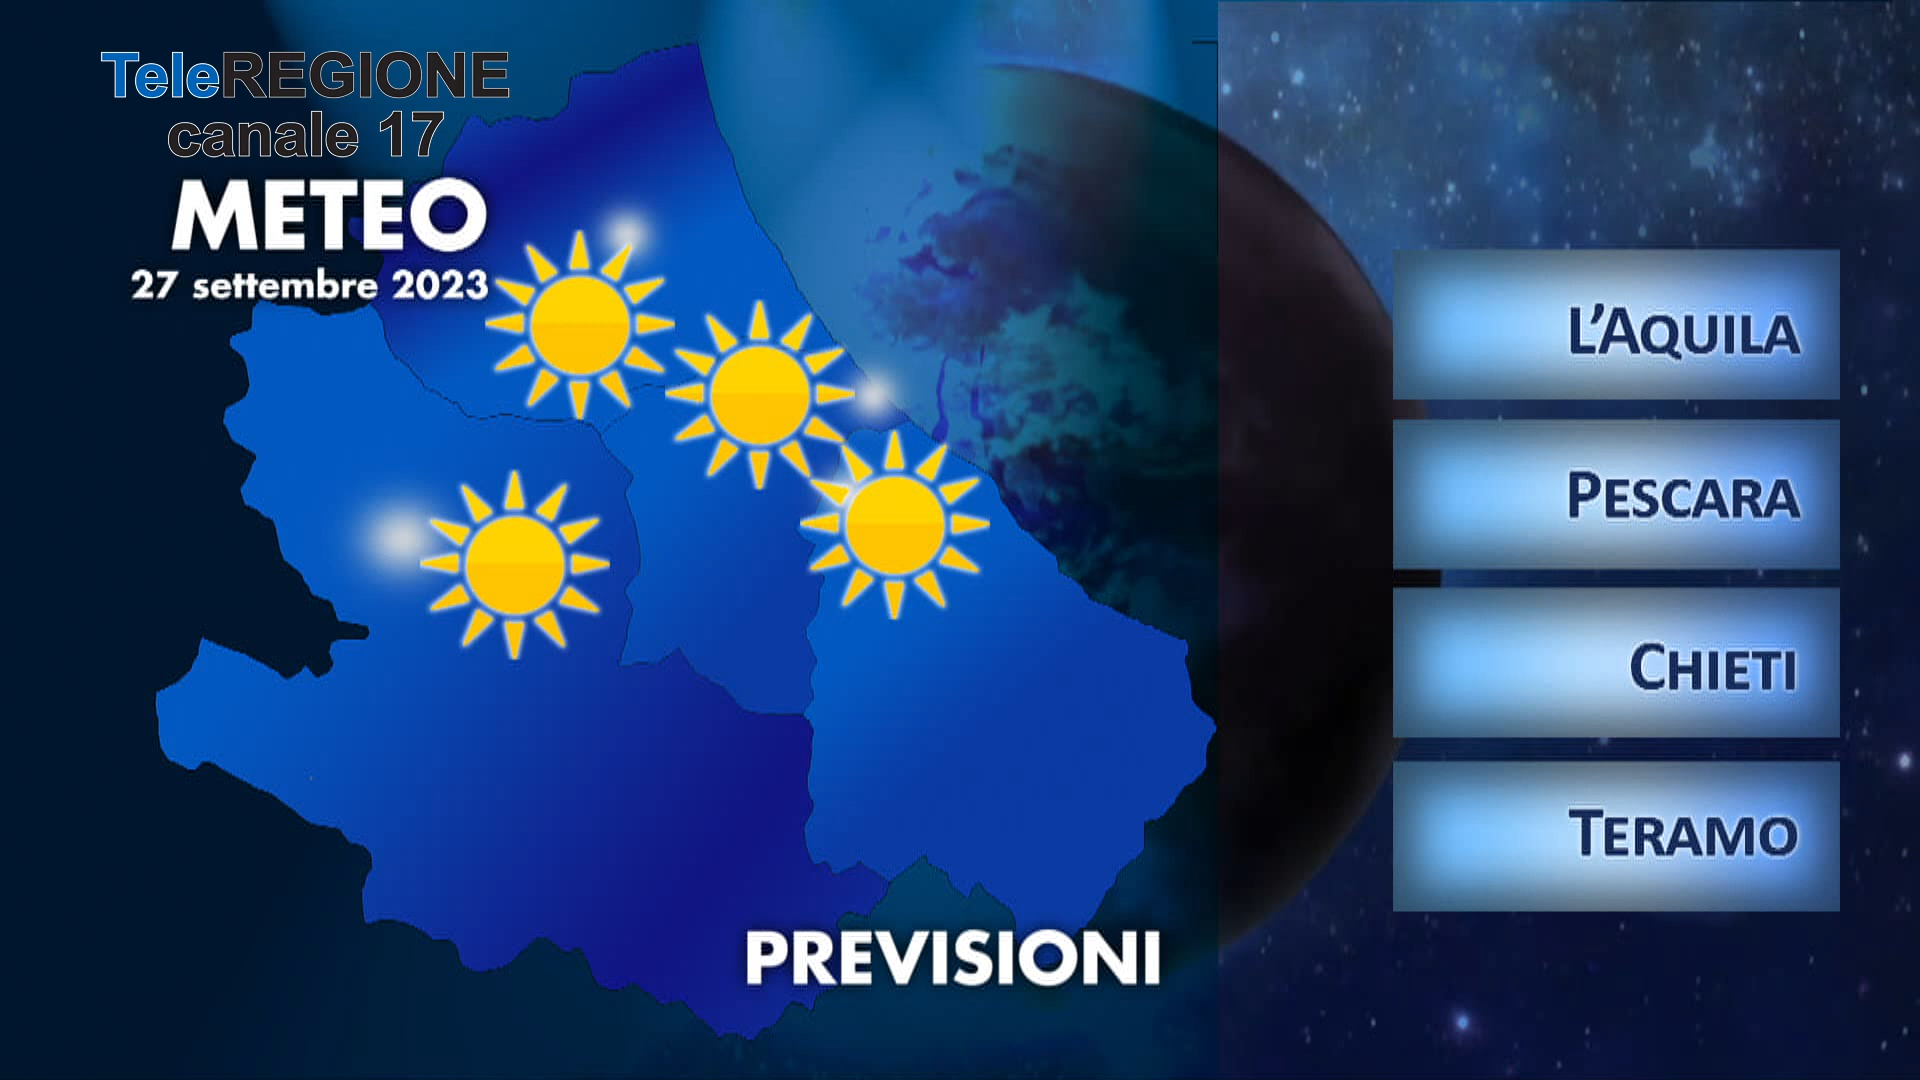 TeleREGIONE
canale 17
METEO
27 settembre 2023
L'AQUILA
PESCARA
CHIETI
TERAMO
PREVISIONI